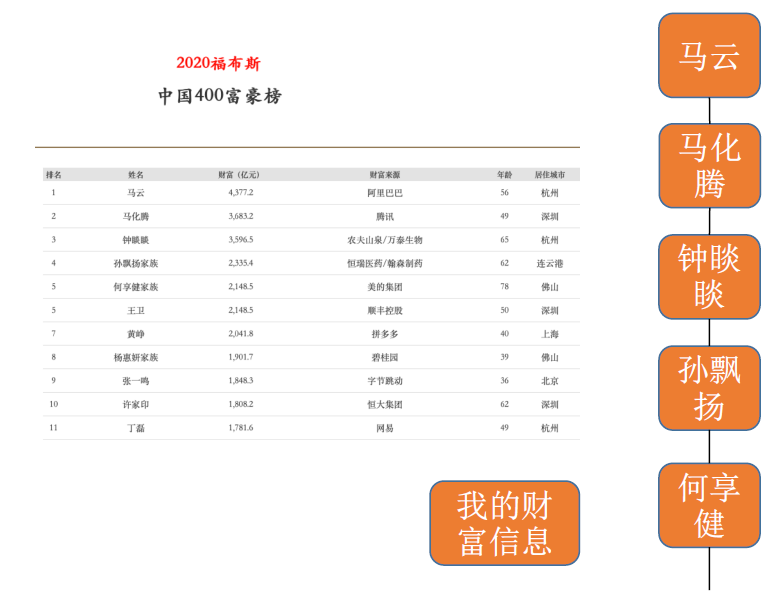 2020福布斯
中国400富豪榜
排名 姓名 财富（亿元） 财富来源 年龄 居住城市
1 马云 4,377.2 阿里巴巴 56 杭州
2 马化腾 3,683.2 腾讯 49 深圳
3 钟睒睒 3,596.5 农夫山泉/万泰生物 65 杭州
4 孙飘扬家族 2,335.4 恒瑞医药/翰森制药 62 连云港
5 何享健家族 2,148.5 美的集团 78 佛山
5 王卫 2,148.5 顺丰控股 50 深圳
7 黄峥 2,041.8 拼多多 40 上海
8 杨惠妍家族 1,901.7 碧桂园 39 佛山
9 张一鸣 1,848.3 字节跳动 36 北京
10 许家印 1,808.2 恒大集团 62 深圳
11 丁磊 1,781.6 网易 49 杭州
我的财
富信息
马云
马化
腾
钟睒
睒
孙飘
扬
何享
健